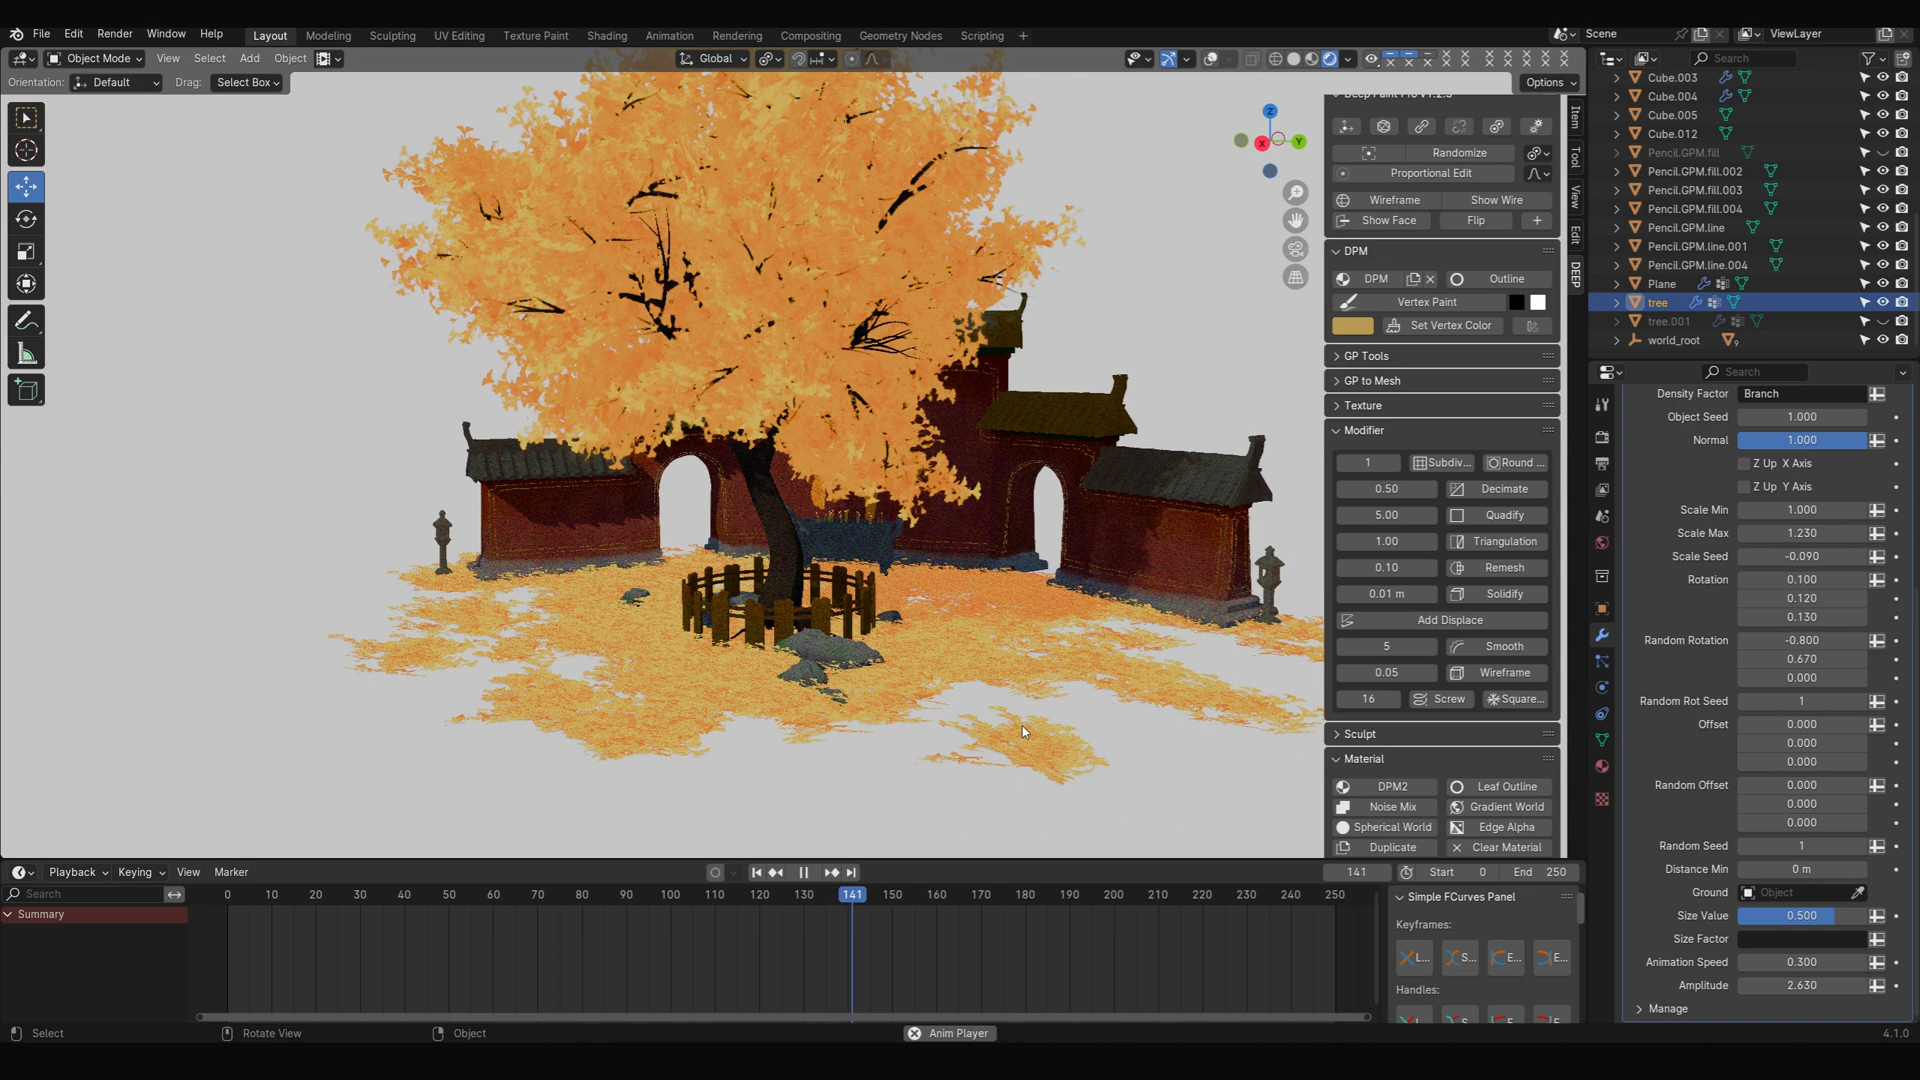 File Edit Render Window Help Layout Modeling Sculpting UV Editing Texture Paint Shading Animation Rendering Compositing Geometry Nodes Scripting + Scene ViewLayer
Object Mode View Select Add Object Global Search
Orientation: Default Drag: Select Box Options
Cube.003
Cube.004
Cube.005
Cube.012
Pencil.GPM.fill
Pencil.GPM.fill.002
Pencil.GPM.fill.003
Pencil.GPM.fill.004
Pencil.GPM.line
Pencil.GPM.line.001
Pencil.GPM.line.004
Plane
tree
tree.001
world_root
Z
X
Y
Item
Tool
View
Edit
DEEP
Randomize
Proportional Edit
Wireframe Show Wire
Show Face Flip +
DPM
DPM Outline
Vertex Paint
Set Vertex Color
GP Tools
GP to Mesh
Texture
Modifier
1 Subdiv... Round ...
0.50 Decimate
5.00 Quadify
1.00 Triangulation
0.10 Remesh
0.01 m Solidify
Add Displace
5 Smooth
0.05 Wireframe
16 Screw Square...
Sculpt
Material
DPM2 Leaf Outline
Noise Mix Gradient World
Spherical World Edge Alpha
Duplicate Clear Material
Search
Density Factor Branch
Object Seed 1.000
Normal 1.000
Z Up X Axis
Z Up Y Axis
Scale Min 1.000
Scale Max 1.230
Scale Seed -0.090
Rotation 0.100
0.120
0.130
Random Rotation -0.800
0.670
0.000
Random Rot Seed 1
Offset 0.000
0.000
0.000
Random Offset 0.000
0.000
0.000
Random Seed 1
Distance Min 0 m
Ground Object
Size Value 0.500
Size Factor
Animation Speed 0.300
Amplitude 2.630
Manage
Playback Keying View Marker 141 Start 0 End 250
Search 0 10 20 30 40 50 60 70 80 90 100 110 120 130 141 150 160 170 180 190 200 210 220 230 240 250
Summary
Simple FCurves Panel
Keyframes:
L... S... E... E...
Handles:
Select Rotate View Object Anim Player 4.1.0